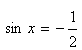 sin x = -1/2